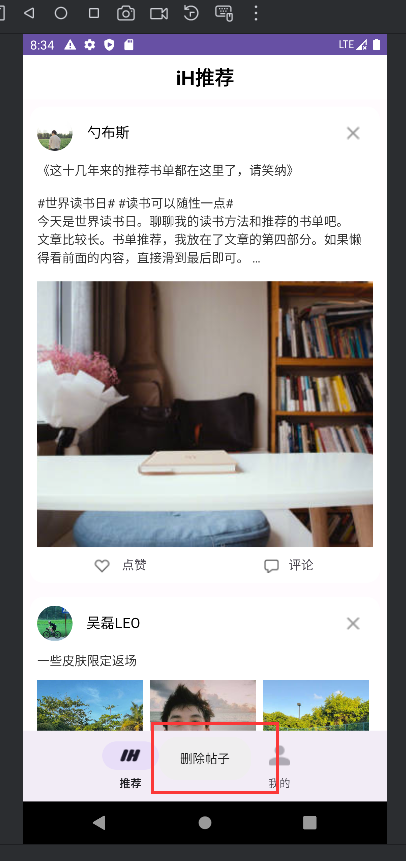 8:34
LTE
iH推荐
勺布斯
《这十几年来的推荐书单都在这里了，请笑纳》
#世界读书日# #读书可以随性一点#
今天是世界读书日。聊聊我的读书方法和推荐的书单吧。
文章比较长。书单推荐，我放在了文章的第四部分。如果懒
得看前面的内容，直接滑到最后即可。 ...
点赞
评论
吴磊LEO
一些皮肤限定返场
IH
删除帖子
推荐
我的